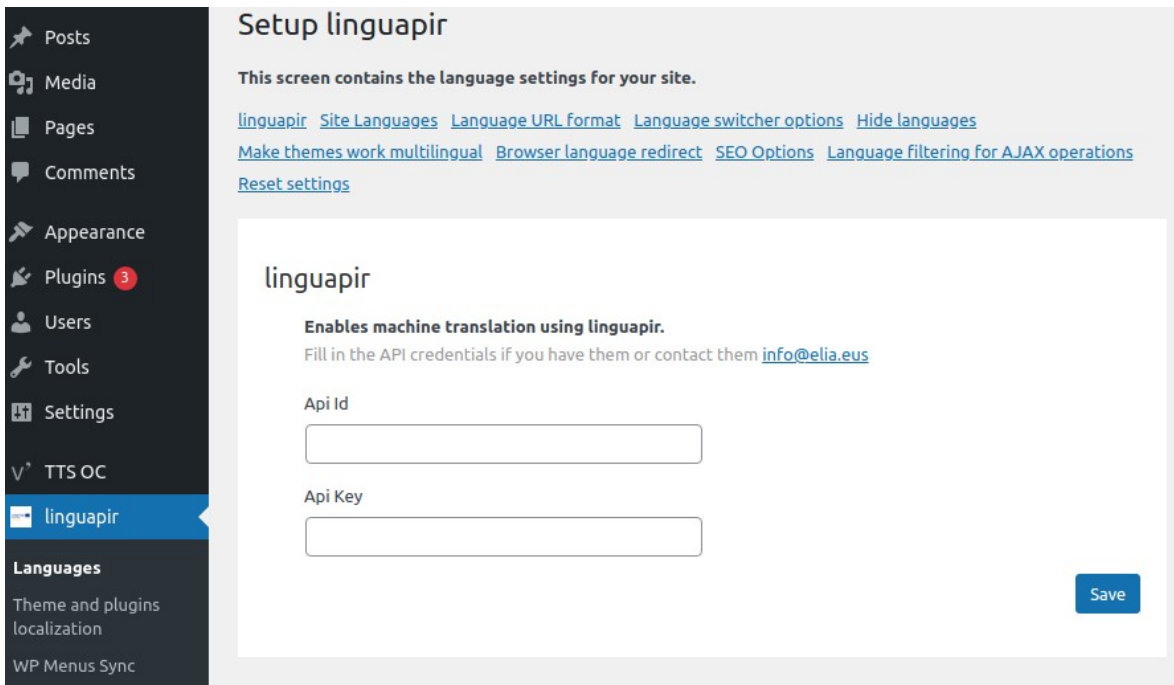 Posts
Media
Pages
Comments
Appearance
Plugins 3
Users
Tools
Settings
TTS OC
linguapir
Languages
Theme and plugins
localization
WP Menus Sync
Setup linguapir
This screen contains the language settings for your site.
linguapir Site Languages Language URL format Language switcher options Hide languages
Make themes work multilingual Browser language redirect SEO Options Language filtering for AJAX operations
Reset settings
linguapir
Enables machine translation using linguapir.
Fill in the API credentials if you have them or contact them info@elia.eus
Api Id
Api Key
Save